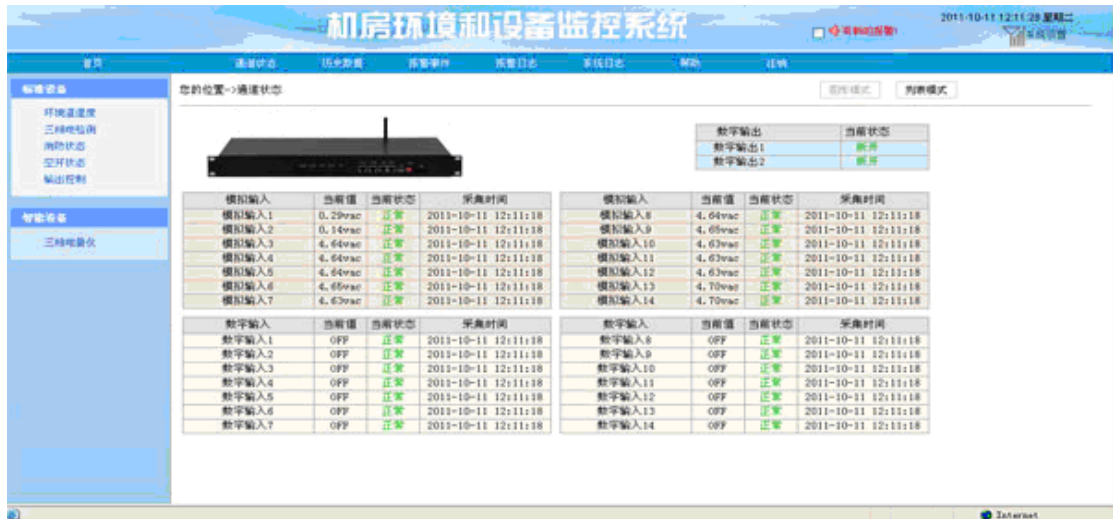 机房环境和设备监控系统
2011-10-11 12:11:28 星期二
有新的报警!
系统设置
首页 通道状态 历史数据 报警事件 报警日志 系统日志 帮助 注销
标准设备
环境温湿度
三相电检测
消防状态
空开状态
输出控制
智能设备
三相电量仪
您的位置->通道状态
图形模式 列表模式
数字输出 当前状态
数字输出1 断开
数字输出2 断开
模拟输入 当前值 当前状态 采集时间
模拟输入1 0.29vac 正常 2011-10-11 12:11:18
模拟输入2 0.14vac 正常 2011-10-11 12:11:18
模拟输入3 4.64vac 正常 2011-10-11 12:11:18
模拟输入4 4.64vac 正常 2011-10-11 12:11:18
模拟输入5 4.64vac 正常 2011-10-11 12:11:18
模拟输入6 4.65vac 正常 2011-10-11 12:11:18
模拟输入7 4.63vac 正常 2011-10-11 12:11:18
模拟输入 当前值 当前状态 采集时间
模拟输入8 4.64vac 正常 2011-10-11 12:11:18
模拟输入9 4.65vac 正常 2011-10-11 12:11:18
模拟输入10 4.63vac 正常 2011-10-11 12:11:18
模拟输入11 4.63vac 正常 2011-10-11 12:11:18
模拟输入12 4.63vac 正常 2011-10-11 12:11:18
模拟输入13 4.70vac 正常 2011-10-11 12:11:18
模拟输入14 4.70vac 正常 2011-10-11 12:11:18
数字输入 当前值 当前状态 采集时间
数字输入1 OFF 正常 2011-10-11 12:11:18
数字输入2 OFF 正常 2011-10-11 12:11:18
数字输入3 OFF 正常 2011-10-11 12:11:18
数字输入4 OFF 正常 2011-10-11 12:11:18
数字输入5 OFF 正常 2011-10-11 12:11:18
数字输入6 OFF 正常 2011-10-11 12:11:18
数字输入7 OFF 正常 2011-10-11 12:11:18
数字输入 当前值 当前状态 采集时间
数字输入8 OFF 正常 2011-10-11 12:11:18
数字输入9 OFF 正常 2011-10-11 12:11:18
数字输入10 OFF 正常 2011-10-11 12:11:18
数字输入11 OFF 正常 2011-10-11 12:11:18
数字输入12 OFF 正常 2011-10-11 12:11:18
数字输入13 OFF 正常 2011-10-11 12:11:18
数字输入14 OFF 正常 2011-10-11 12:11:18
Internet